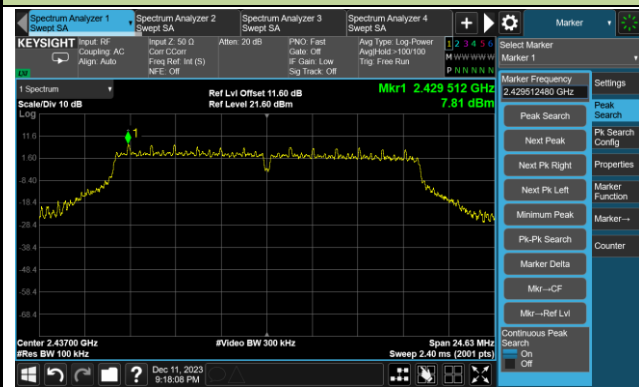 Spectrum Analyzer 1
Swept SA
Spectrum Analyzer 2
Swept SA
Spectrum Analyzer 3
Swept SA
Spectrum Analyzer 4
Swept SA
Marker
KEYSIGHT
Input: RF
Coupling: AC
Align: Auto
Input Z: 50 Ω
Corr CCorr
Freq Ref: Int (S)
NFE: Off
Atten: 20 dB
PNO: Fast
Gate: Off
IF Gain: Low
Sig Track: Off
Avg Type: Log-Power
Avg|Hold:>100/100
Trig: Free Run
1 2 3 4 5 6
M W W W W W
P N N N N N
LXI
Select Marker
Marker 1
1 Spectrum
Scale/Div 10 dB
Log
Ref Lvl Offset 11.60 dB
Ref Level 21.60 dBm
Mkr1 2.429 512 GHz
7.81 dBm
1
11.6
1.60
-8.40
-18.4
-28.4
-38.4
-48.4
-58.4
-68.4
Center 2.43700 GHz
#Res BW 100 kHz
#Video BW 300 kHz
Span 24.63 MHz
Sweep 2.40 ms (2001 pts)
Marker Frequency
2.429512480 GHz
Peak Search
Next Peak
Next Pk Right
Next Pk Left
Minimum Peak
Pk-Pk Search
Marker Delta
Mkr→CF
Mkr→Ref Lvl
Continuous Peak
Search
On
Off
Settings
Peak
Search
Pk Search
Config
Properties
Marker
Function
Marker→
Counter
?
Dec 11, 2023
9:18:08 PM